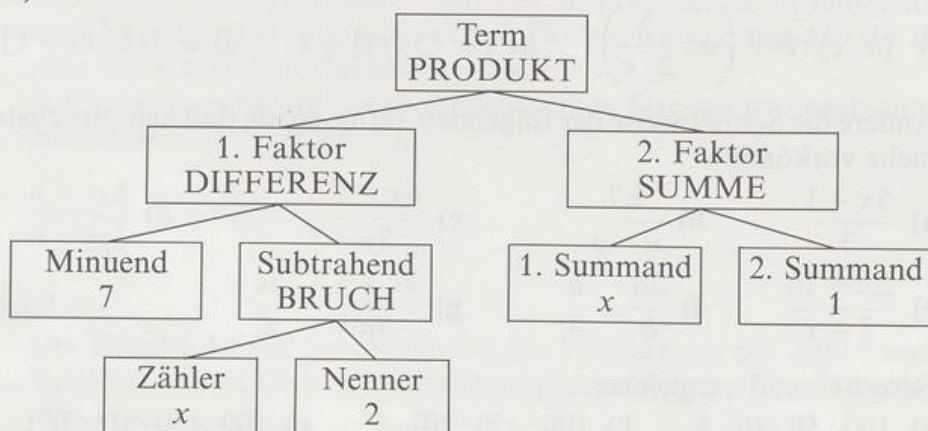 Term
PRODUKT
1. Faktor
DIFFERENZ
2. Faktor
SUMME
Minuend
7
Subtrahend
BRUCH
1. Summand
x
2. Summand
1
Zähler
x
Nenner
2